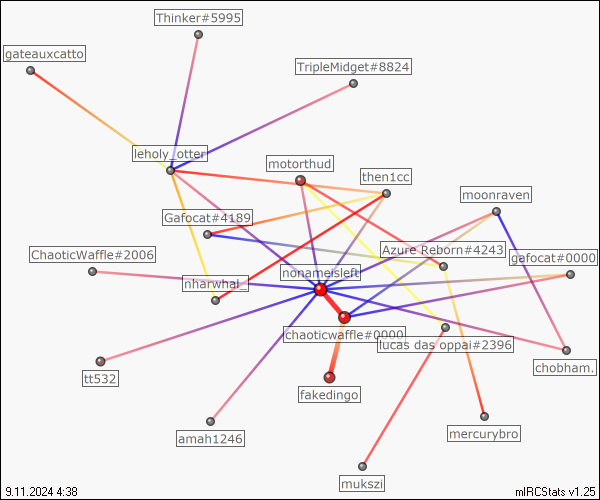 Thinker#5995
gateauxcatto
TripleMidget#8824
leholy_otter
motorthud
then1cc
moonraven
Gafocat#4189
ChaoticWaffle#2006
Azure Reborn#4243
gafocat#0000
nonameisleft
nharwhal_
chaoticwaffle#0000
lucas das oppai#2396
chobham.
tt532
fakedingo
amah1246
mercurybro
mukszi
9.11.2024 4:38
mIRCStats v1.25